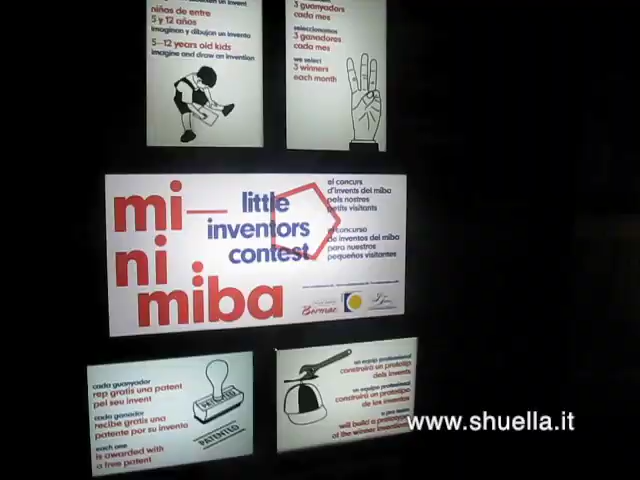 niños de entre
5 y 12 años
imaginan y dibujan un invento
5—12 years old kids
imagine and draw an invention
3 guanyadors
cada mes
seleccionamos
3 ganadores
cada mes
we select
3 winners
each month
mi—
ni
miba
little
inventors
contest
el concurs
d'invents del miba
pels nostres
petits visitants
el concurso
de inventos del miba
para nuestros
pequeños visitantes
cada guanyador
rep gratis una patent
pel seu invent
cada ganador
recibe gratis una
patente por su invento
each one
is awarded with
a free patent
PATENTED
PATENTED
un equip professional
construirà un prototip
dels invents
un equipo profesional
construirá un prototipo
de los inventos
a pro team
will build a prototype
of the winner inventions
www.shuella.it